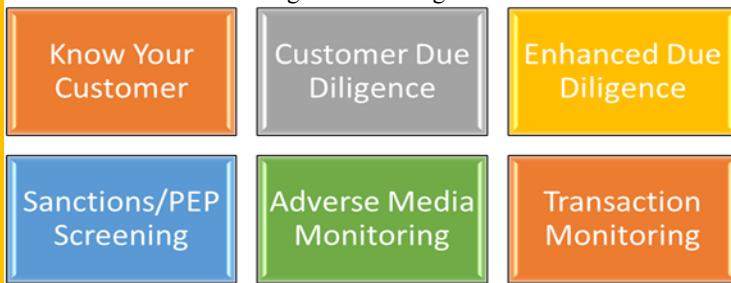 Know Your
Customer
Customer Due
Diligence
Enhanced Due
Diligence
Sanctions/PEP
Screening
Adverse Media
Monitoring
Transaction
Monitoring